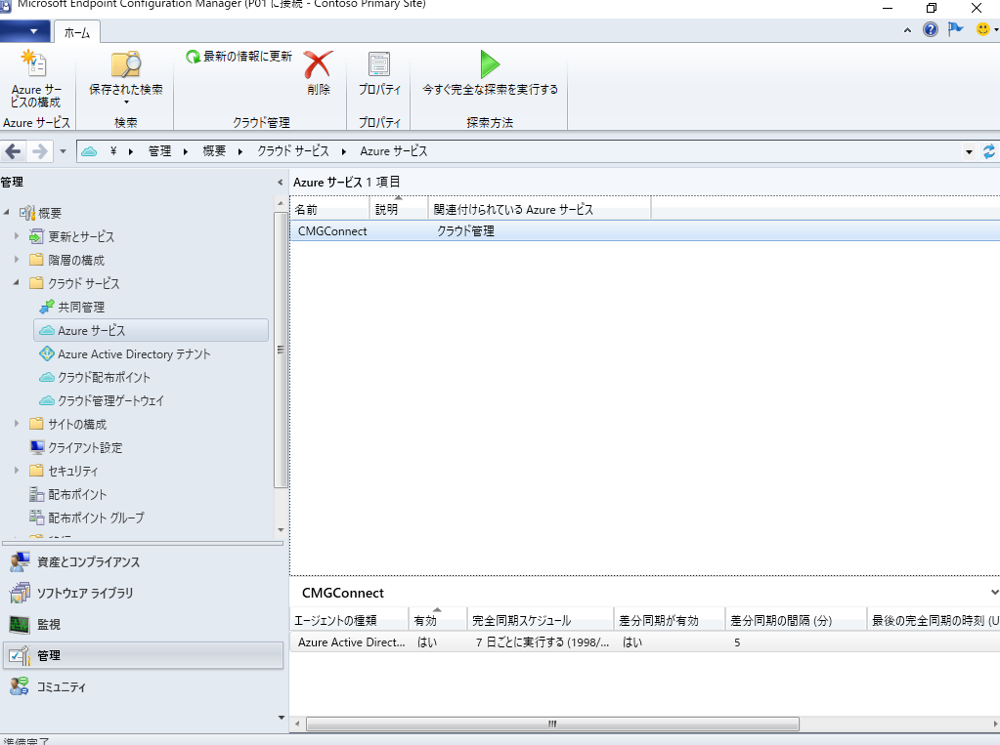 Microsoft Endpoint Configuration Manager (P01 に接続 - Contoso Primary Site)
ホーム
Azure サー
ビスの構成
Azure サービス
保存された検索
検索
最新の情報に更新
削除
クラウド管理
プロパティ
プロパティ
今すぐ完全な探索を実行する
探索方法
¥ 管理 概要 クラウド サービス Azure サービス
管理
概要
更新とサービス
階層の構成
クラウド サービス
共同管理
Azure サービス
Azure Active Directory テナント
クラウド配布ポイント
クラウド管理ゲートウェイ
サイトの構成
クライアント設定
セキュリティ
配布ポイント
配布ポイント グループ
資産とコンプライアンス
ソフトウェア ライブラリ
監視
管理
コミュニティ
Azure サービス 1 項目
名前 説明 関連付けられている Azure サービス
CMGConnect クラウド管理
CMGConnect
エージェントの種類 有効 完全同期スケジュール 差分同期が有効 差分同期の間隔 (分) 最後の完全同期の時刻 (U
Azure Active Direct... はい 7 日ごとに実行する (1998/... はい 5
準備完了